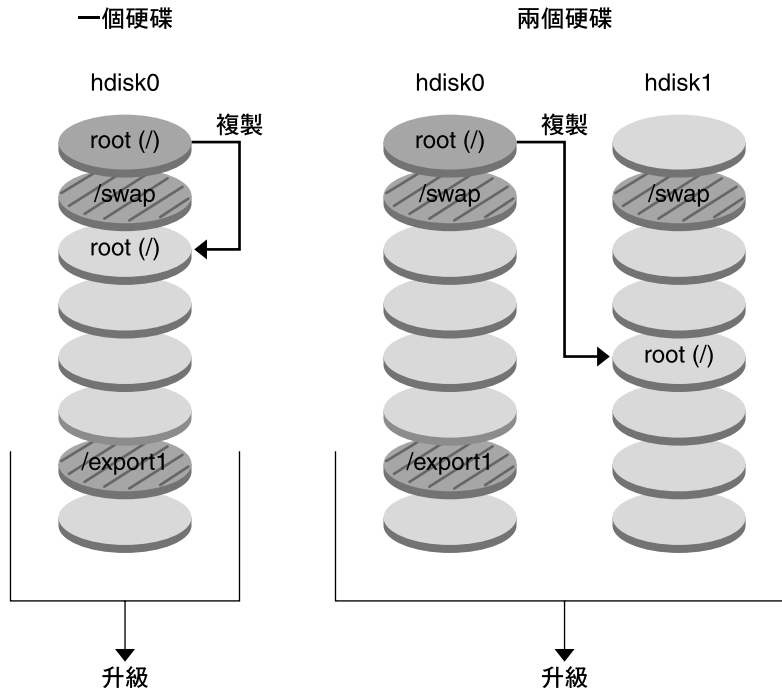 一個硬碟
hdisk0
root (/)
複製
/swap
root (/)
/export1
升級
兩個硬碟
hdisk0
hdisk1
root (/)
複製
/swap
/swap
root (/)
/export1
升級